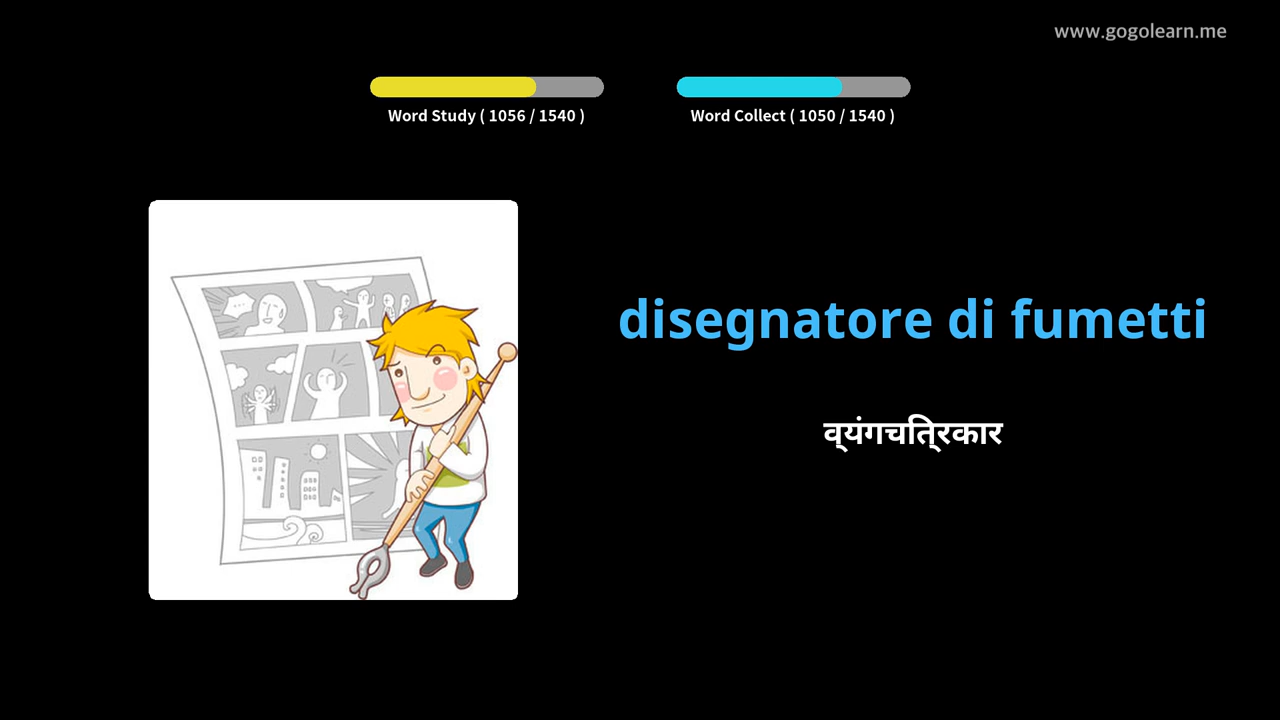 www.gogolearn.me
Word Study ( 1056 / 1540 )
Word Collect ( 1050 / 1540 )
disegnatore di fumetti
व्यंगचित्रकार